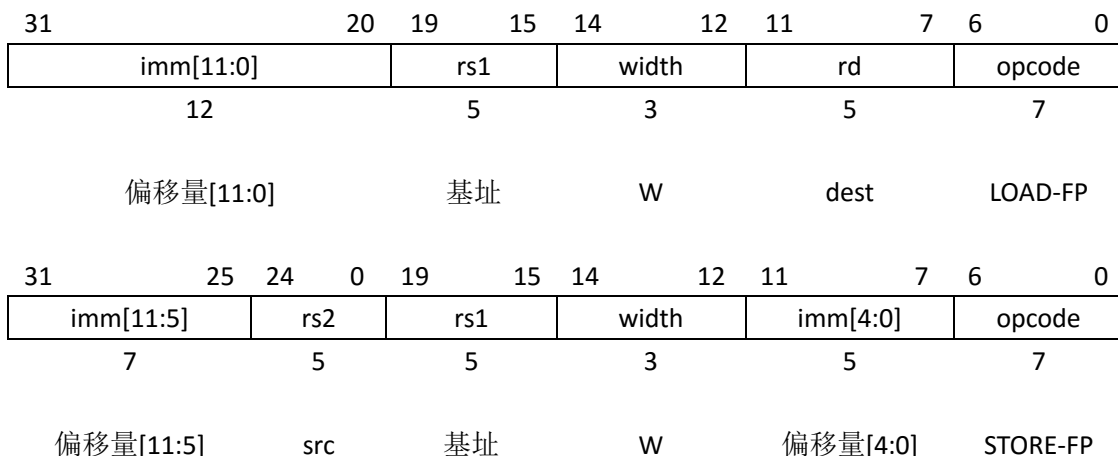 31 20 19 15 14 12 11 7 6 0
imm[11:0] rs1 width rd opcode
12 5 3 5 7
偏移量[11:0] 基址 W dest LOAD-FP
31 25 24 0 19 15 14 12 11 7 6 0
imm[11:5] rs2 rs1 width imm[4:0] opcode
7 5 5 3 5 7
偏移量[11:5] src 基址 W 偏移量[4:0] STORE-FP